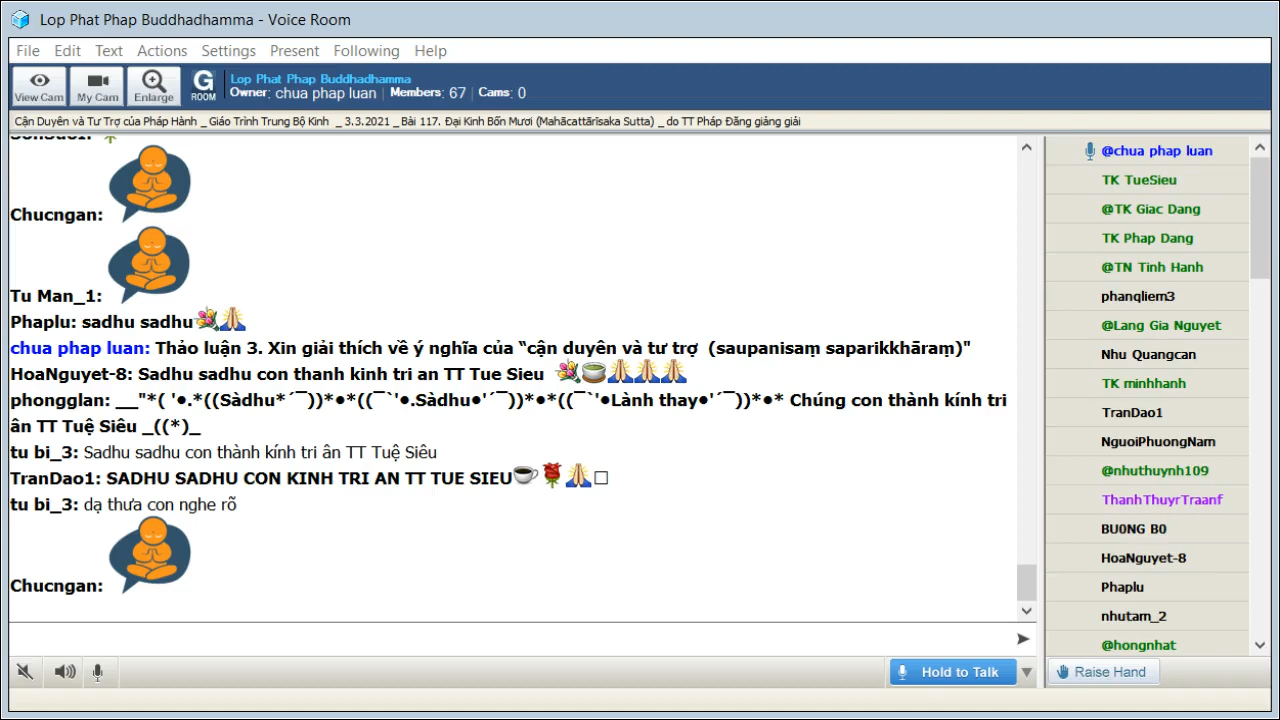 Lop Phat Phap Buddhadhamma - Voice Room
File Edit Text Actions Settings Present Following Help
View Cam My Cam Enlarge G ROOM
Lop Phat Phap Buddhadhamma
Owner: chua phap luan | Members: 67 | Cams: 0
Cận Duyên và Tư Trợ của Pháp Hành _ Giáo Trình Trung Bộ Kinh _ 3.3.2021 _ Bài 117. Đại Kinh Bốn Mươi (Mahācattārīsaka Sutta) _ do TT Pháp Đăng giảng giải
Chucngan:
Tu Man_1:
Phaplu: sadhu sadhu💐🙏
chua phap luan: Thảo luận 3. Xin giải thích về ý nghĩa của “cận duyên và tư trợ (saupanisaṃ saparikkhāraṃ)"
HoaNguyet-8: Sadhu sadhu con thanh kinh tri an TT Tue Sieu 💐🍵🙏🙏🙏
phongglan: __"*( '•.*((Sàdhu*´¯))*•*((¯`'•.Sàdhu•'´¯))*•*((¯`'•Lành thay•'´¯))*•* Chúng con thành kính tri
ân TT Tuệ Siêu _((*)_
tu bi_3: Sadhu sadhu con thành kính tri ân TT Tuệ Siêu
TranDao1: SADHU SADHU CON KINH TRI AN TT TUE SIEU☕🌹🙏□
tu bi_3: dạ thưa con nghe rõ
Chucngan:
Hold to Talk
@chua phap luan
TK TueSieu
@TK Giac Dang
TK Phap Dang
@TN Tinh Hanh
phanqliem3
@Lang Gia Nguyet
Nhu Quangcan
TK minhhanh
TranDao1
NguoiPhuongNam
@nhuthuynh109
ThanhThuyrTraanf
BU0NG B0
HoaNguyet-8
Phaplu
nhutam_2
@hongnhat
Raise Hand